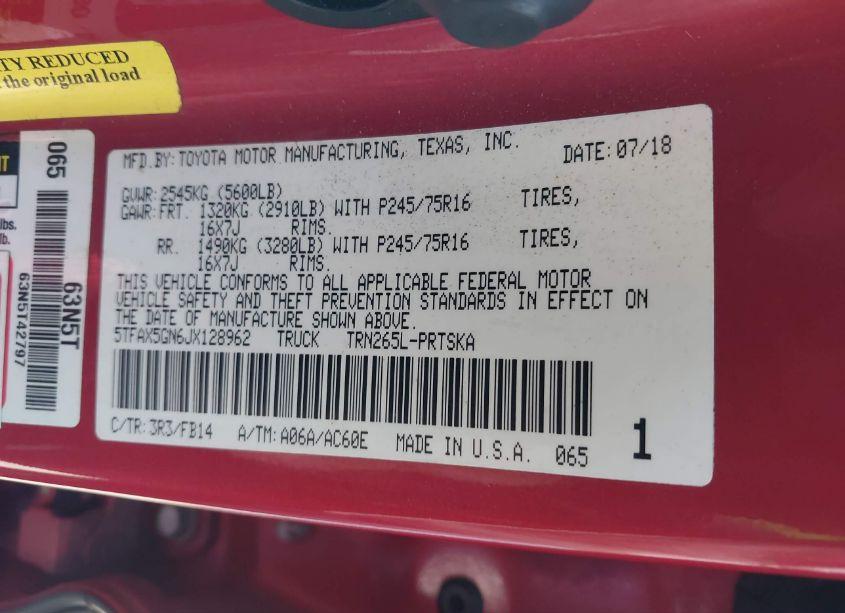 TY REDUCED
the original load
065
63N5T
63N5T42797
lbs.
lb.
MFD.BY:TOYOTA MOTOR MANUFACTURING, TEXAS, INC. DATE:07/18
GVWR:2545KG (5600LB)
GAWR:FRT. 1320KG (2910LB) WITH P245/75R16 TIRES,
16X7J RIMS.
RR. 1490KG (3280LB) WITH P245/75R16 TIRES,
16X7J RIMS.
THIS VEHICLE CONFORMS TO ALL APPLICABLE FEDERAL MOTOR
VEHICLE SAFETY AND THEFT PREVENTION STANDARDS IN EFFECT ON
THE DATE OF MANUFACTURE SHOWN ABOVE.
5TFAX5GN6JX128962 TRUCK TRN265L-PRTSKA
C/TR:3R3/FB14 A/TM:A06A/AC60E MADE IN U.S.A. 065 1